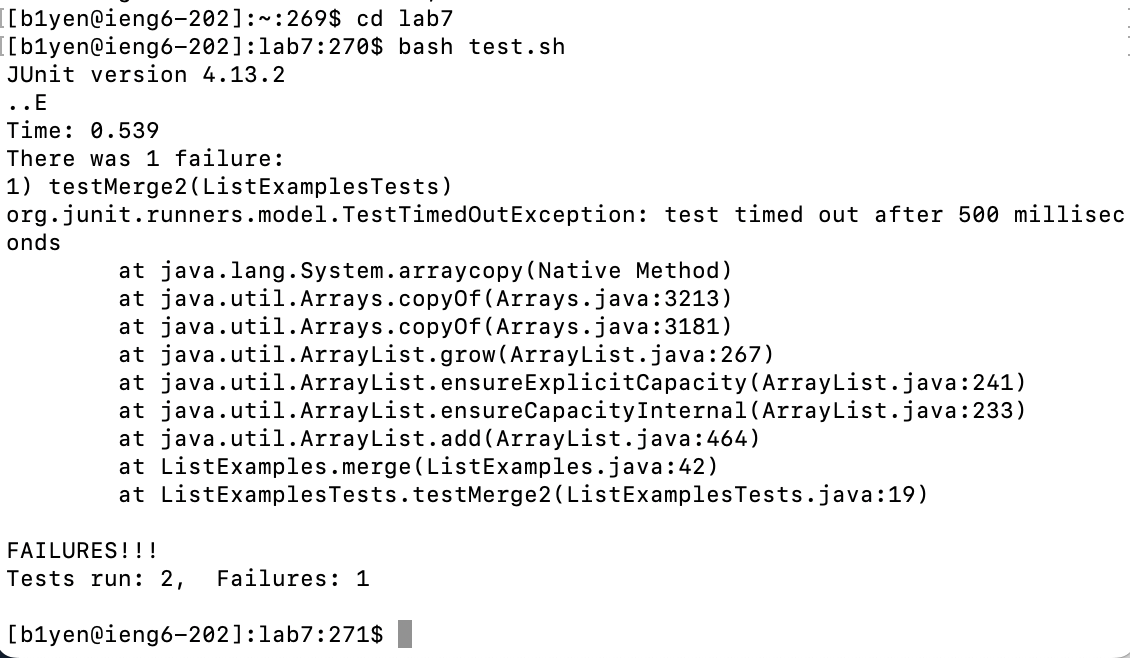 [[b1yen@ieng6-202]:~:269$ cd lab7
[[b1yen@ieng6-202]:lab7:270$ bash test.sh
JUnit version 4.13.2
..E
Time: 0.539
There was 1 failure:
1) testMerge2(ListExamplesTests)
org.junit.runners.model.TestTimedOutException: test timed out after 500 millisec
onds
        at java.lang.System.arraycopy(Native Method)
        at java.util.Arrays.copyOf(Arrays.java:3213)
        at java.util.Arrays.copyOf(Arrays.java:3181)
        at java.util.ArrayList.grow(ArrayList.java:267)
        at java.util.ArrayList.ensureExplicitCapacity(ArrayList.java:241)
        at java.util.ArrayList.ensureCapacityInternal(ArrayList.java:233)
        at java.util.ArrayList.add(ArrayList.java:464)
        at ListExamples.merge(ListExamples.java:42)
        at ListExamplesTests.testMerge2(ListExamplesTests.java:19)

FAILURES!!!
Tests run: 2,  Failures: 1

[b1yen@ieng6-202]:lab7:271$